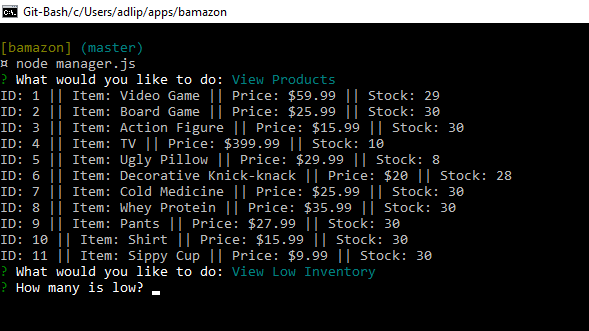 Git-Bash/c/Users/adlip/apps/bamazon
[bamazon] (master)
¤ node manager.js
? What would you like to do: View Products
ID: 1 || Item: Video Game || Price: $59.99 || Stock: 29
ID: 2 || Item: Board Game || Price: $25.99 || Stock: 30
ID: 3 || Item: Action Figure || Price: $15.99 || Stock: 30
ID: 4 || Item: TV || Price: $399.99 || Stock: 10
ID: 5 || Item: Ugly Pillow || Price: $29.99 || Stock: 8
ID: 6 || Item: Decorative Knick-knack || Price: $20 || Stock: 28
ID: 7 || Item: Cold Medicine || Price: $25.99 || Stock: 30
ID: 8 || Item: Whey Protein || Price: $35.99 || Stock: 30
ID: 9 || Item: Pants || Price: $27.99 || Stock: 30
ID: 10 || Item: Shirt || Price: $15.99 || Stock: 30
ID: 11 || Item: Sippy Cup || Price: $9.99 || Stock: 30
? What would you like to do: View Low Inventory
? How many is low?